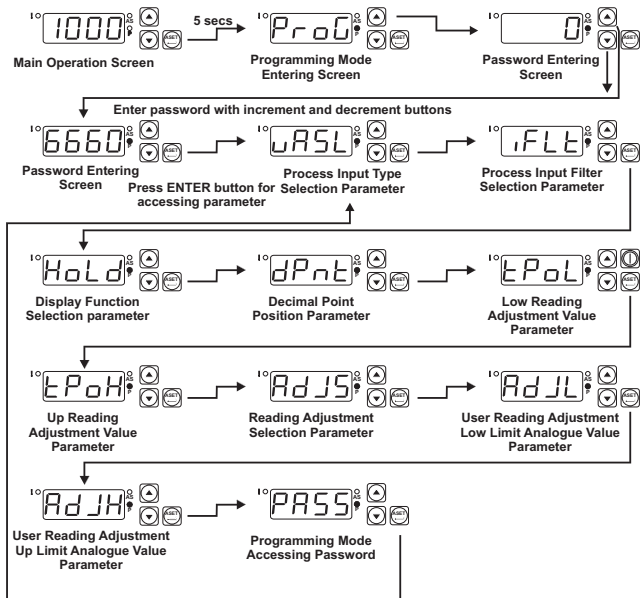 1000
5 secs
ProG
0
Main Operation Screen
Programming Mode
Entering Screen
Password Entering
Screen
Enter password with increment and decrement buttons
6660
uASL
iFLt
Password Entering
Screen
Press ENTER button for
accessing parameter
Process Input Type
Selection Parameter
Process Input Filter
Selection Parameter
HoLd
dPnt
tPoL
Display Function
Selection parameter
Decimal Point
Position Parameter
Low Reading
Adjustment Value
Parameter
tPoH
AdJS
AdJL
Up Reading
Adjustment Value
Parameter
Reading Adjustment
Selection Parameter
User Reading Adjustment
Low Limit Analogue Value
Parameter
AdJH
PASS
User Reading Adjustment
Up Limit Analogue Value
Parameter
Programming Mode
Accessing Password